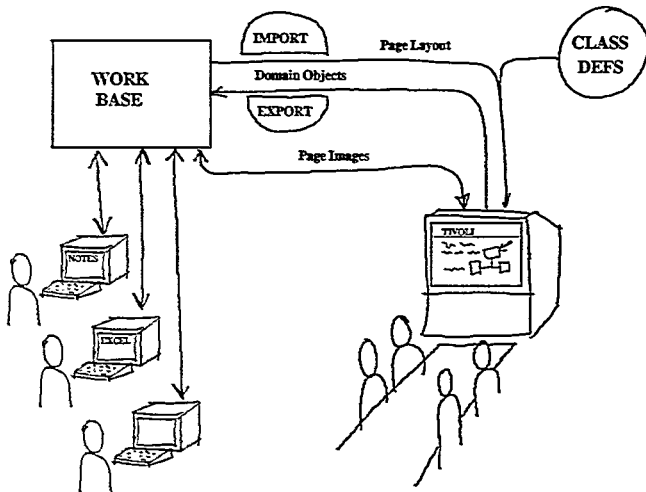 IMPORT
Page Layout
CLASS
DEFS
WORK
BASE
Domain Objects
EXPORT
Page Images
TIVOLI
NOTES
EXCEL